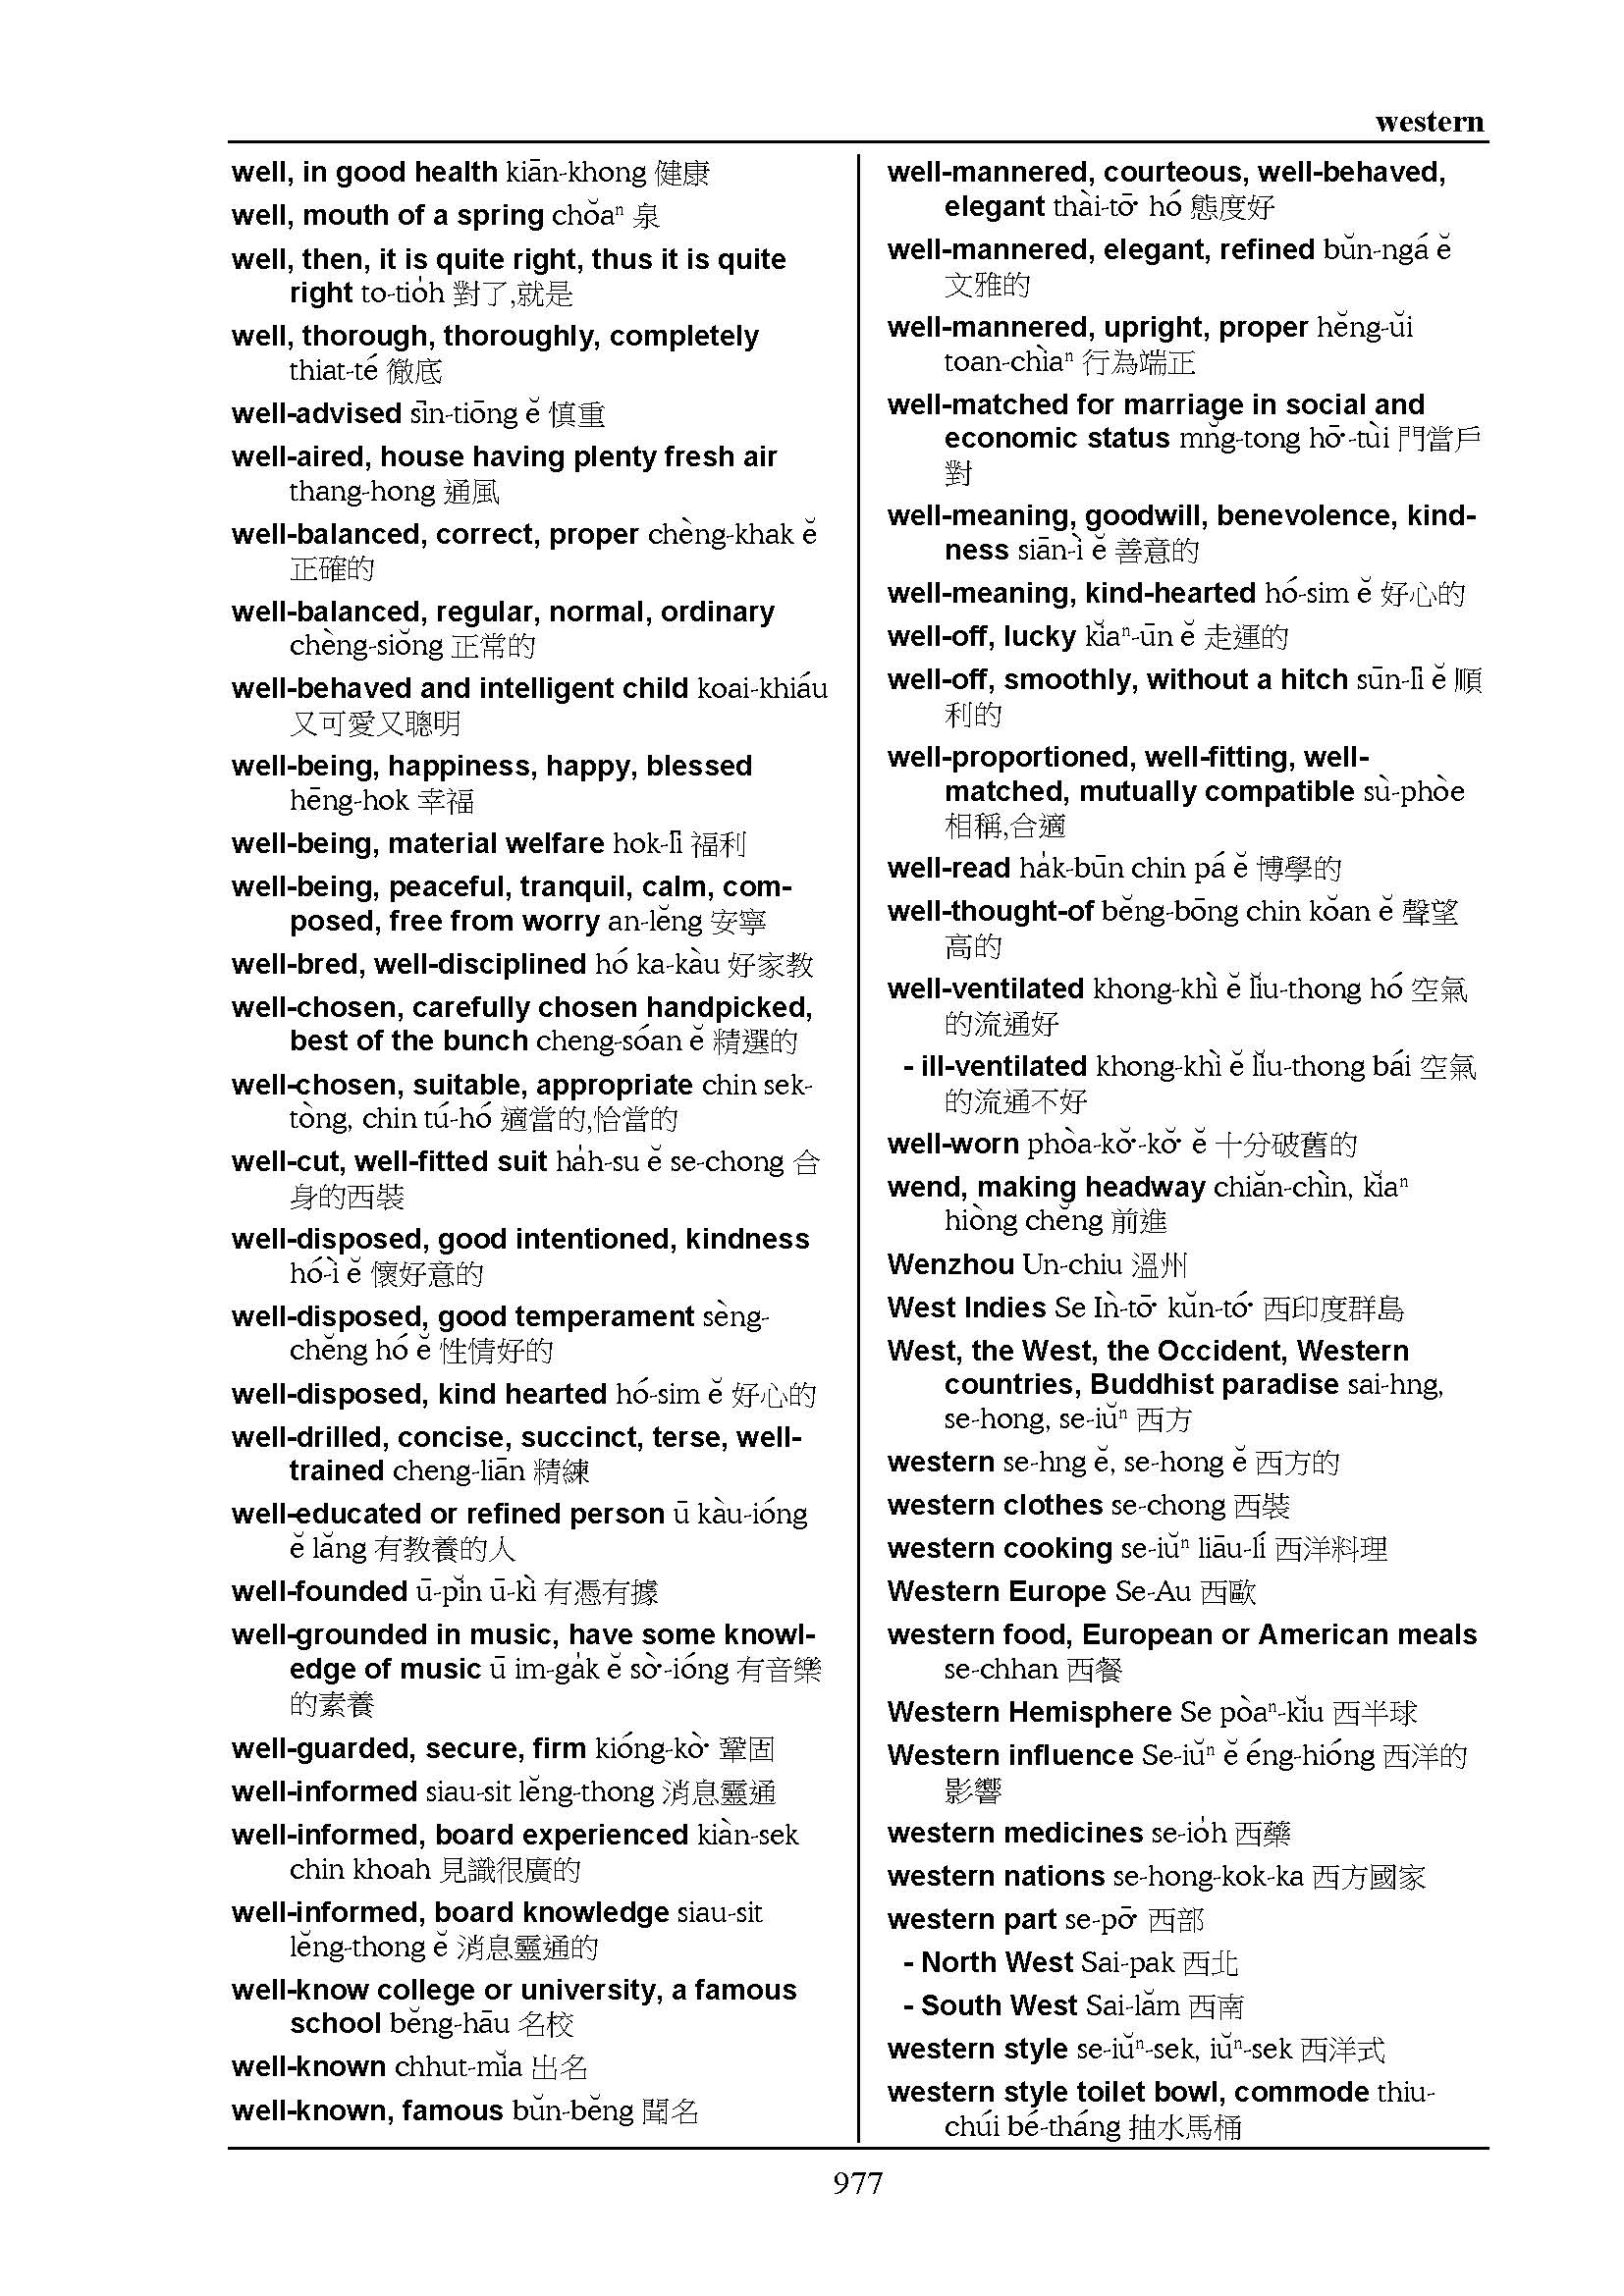 western
well, in good health kiān-khong 健康
well, mouth of a spring chŏaⁿ 泉
well, then, it is quite right, thus it is quite
right to-tio̍h 對了,就是
well, thorough, thoroughly, completely
thiat-té 徹底
well-advised sīn-tiōng ĕ 慎重
well-aired, house having plenty fresh air
thang-hong 通風
well-balanced, correct, proper chèng-khak ĕ
正確的
well-balanced, regular, normal, ordinary
chèng-siŏng 正常的
well-behaved and intelligent child koai-khiáu
又可愛又聰明
well-being, happiness, happy, blessed
hēng-hok 幸福
well-being, material welfare hok-lī 福利
well-being, peaceful, tranquil, calm, com-
posed, free from worry an-lĕng 安寧
well-bred, well-disciplined hó ka-kàu 好家教
well-chosen, carefully chosen handpicked,
best of the bunch cheng-sóan ĕ 精選的
well-chosen, suitable, appropriate chin sek-
tòng, chin tú-hó 適當的,恰當的
well-cut, well-fitted suit ha̍h-su ĕ se-chong 合
身的西裝
well-disposed, good intentioned, kindness
hó-ì ĕ 懷好意的
well-disposed, good temperament sèng-
chĕng hó ĕ 性情好的
well-disposed, kind hearted hó-sim ĕ 好心的
well-drilled, concise, succinct, terse, well-
trained cheng-liān 精練
well-educated or refined person ū kàu-ióng
ĕ lăng 有教養的人
well-founded ū-pĭn ū-kì 有憑有據
well-grounded in music, have some knowl-
edge of music ū im-ga̍k ĕ sò͘-ióng 有音樂
的素養
well-guarded, secure, firm kióng-kò͘ 鞏固
well-informed siau-sit lĕng-thong 消息靈通
well-informed, board experienced kiàn-sek
chin khoah 見識很廣的
well-informed, board knowledge siau-sit
lĕng-thong ĕ 消息靈通的
well-know college or university, a famous
school bĕng-hāu 名校
well-known chhut-mĭa 出名
well-known, famous bŭn-bĕng 聞名
well-mannered, courteous, well-behaved,
elegant thài-tō͘ hó 態度好
well-mannered, elegant, refined bŭn-ngá ĕ
文雅的
well-mannered, upright, proper hĕng-ŭi
toan-chìaⁿ 行為端正
well-matched for marriage in social and
economic status mn̆g-tong hō͘-tùi 門當戶
對
well-meaning, goodwill, benevolence, kind-
ness siān-ì ĕ 善意的
well-meaning, kind-hearted hó-sim ĕ 好心的
well-off, lucky kĭaⁿ-ūn ĕ 走運的
well-off, smoothly, without a hitch sūn-lī ĕ 順
利的
well-proportioned, well-fitting, well-
matched, mutually compatible sù-phòe
相稱,合適
well-read ha̍k-būn chin pá ĕ 博學的
well-thought-of bĕng-bōng chin kŏan ĕ 聲望
高的
well-ventilated khong-khì ĕ lĭu-thong hó 空氣
的流通好
- ill-ventilated khong-khì ĕ lĭu-thong bái 空氣
的流通不好
well-worn phòa-kŏ͘-kŏ͘ ĕ 十分破舊的
wend, making headway chiăn-chìn, kĭaⁿ
hiòng chĕng 前進
Wenzhou Un-chiu 溫州
West Indies Se Ìn-tō͘ kŭn-tó͘ 西印度群島
West, the West, the Occident, Western
countries, Buddhist paradise sai-hng,
se-hong, se-iŭⁿ 西方
western se-hng ĕ, se-hong ĕ 西方的
western clothes se-chong 西裝
western cooking se-iŭⁿ liāu-lí 西洋料理
Western Europe Se-Au 西歐
western food, European or American meals
se-chhan 西餐
Western Hemisphere Se pòaⁿ-kĭu 西半球
Western influence Se-iŭⁿ ĕ éng-hióng 西洋的
影響
western medicines se-io̍h 西藥
western nations se-hong-kok-ka 西方國家
western part se-pō͘ 西部
- North West Sai-pak 西北
- South West Sai-lăm 西南
western style se-iŭⁿ-sek, iŭⁿ-sek 西洋式
western style toilet bowl, commode thiu-
chúi bé-tháng 抽水馬桶
977